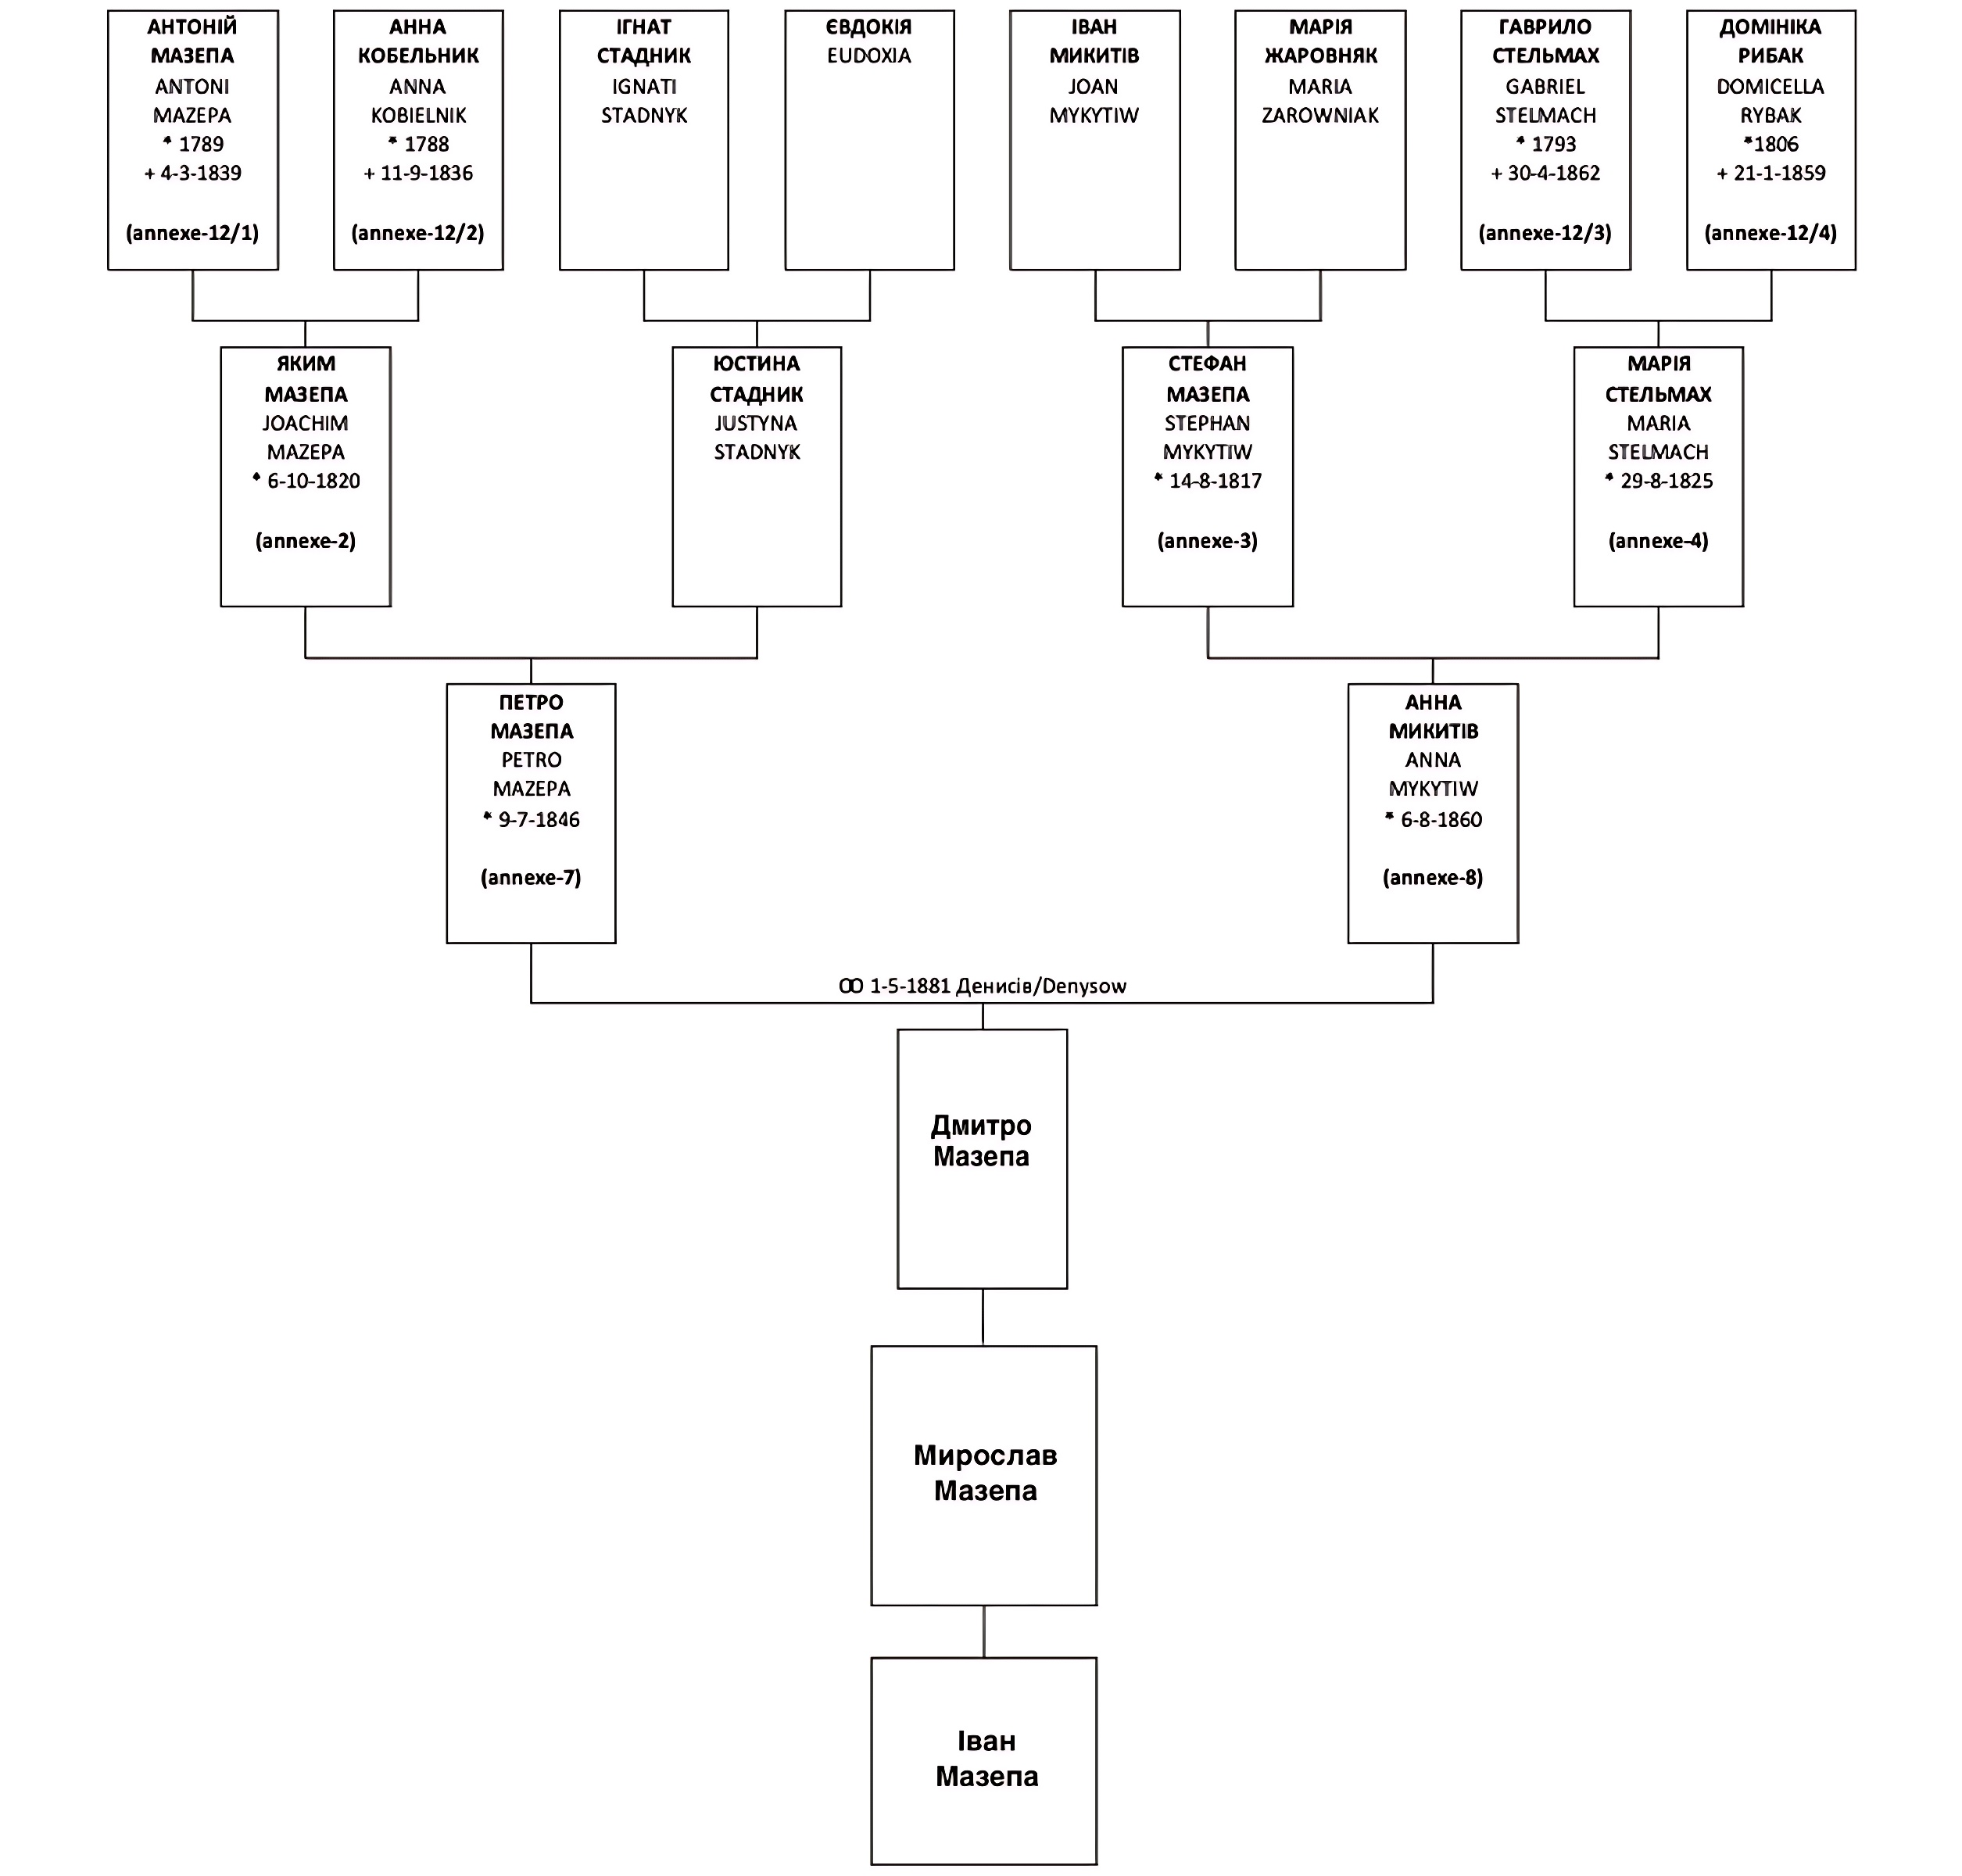 АНТОНІЙ
МАЗЕПА
ANTONI
MAZEPA
* 1789
+ 4-3-1839
(annexe-12/1)
АННА
КОБЕЛЬНИК
ANNA
KOBIELNIK
* 1788
+ 11-9-1836
(annexe-12/2)
ІГНАТ
СТАДНИК
IGNATI
STADNYK
ЄВДОКІЯ
EUDOXIA
ІВАН
МИКИТІВ
JOAN
MYKYTIW
МАРІЯ
ЖАРОВНЯК
MARIA
ZAROWNIAK
ГАВРИЛО
СТЕЛЬМАХ
GABRIEL
STELMACH
* 1793
+ 30-4-1862
(annexe-12/3)
ДОМІНІКА
РИБАК
DOMICELLA
RYBAK
*1806
+ 21-1-1859
(annexe-12/4)
ЯКИМ
МАЗЕПА
JOACHIM
MAZEPA
* 6-10-1820
(annexe-2)
ЮСТИНА
СТАДНИК
JUSTYNA
STADNYK
СТЕФАН
МАЗЕПА
STEPHAN
MYKYTIW
* 14-8-1817
(annexe-3)
МАРІЯ
СТЕЛЬМАХ
MARIA
STELMACH
* 29-8-1825
(annexe-4)
ПЕТРО
МАЗЕПА
PETRO
MAZEPA
* 9-7-1846
(annexe-7)
АННА
МИКИТІВ
ANNA
MYKYTIW
* 6-8-1860
(annexe-8)
ꝏ 1-5-1881 Денисів/Denysow
Дмитро
Мазепа
Мирослав
Мазепа
Іван
Мазепа